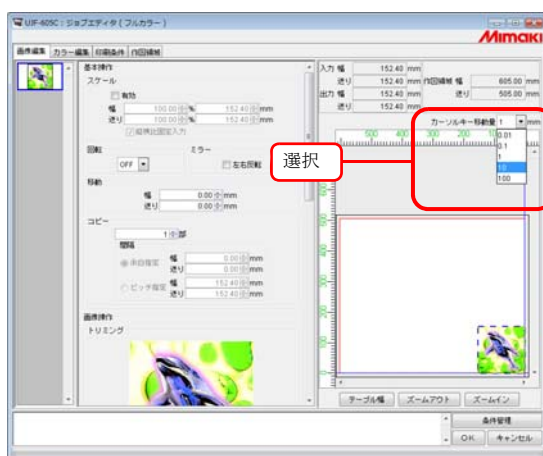 UJF-605C : ジョブエディタ ( フルカラー )
Mimaki
画像編集 カラー編集 印刷条件 作図領域
基本操作
スケール
有効
幅 100.00 % 152.40 mm
送り 100.00 % 152.40 mm
縦横比固定入力
回転 ミラー
OFF 左右反転
移動
幅 0.00 mm
送り 0.00 mm
コピー
1 部
間隔
余白指定 幅 0.00 mm
送り 0.00 mm
ピッチ指定 幅 152.40 mm
送り 152.40 mm
画像操作
トリミング
入力 幅 152.40 mm 作図領域 幅 605.00 mm
送り 152.40 mm 送り 505.00 mm
出力 幅 152.40 mm
送り 152.40 mm
カーソルキー移動量 1 mm
0.01
0.1
1
10
100
選択
500 400 300 200
テーブル幅 ズームアウト ズームイン
条件管理
OK キャンセル